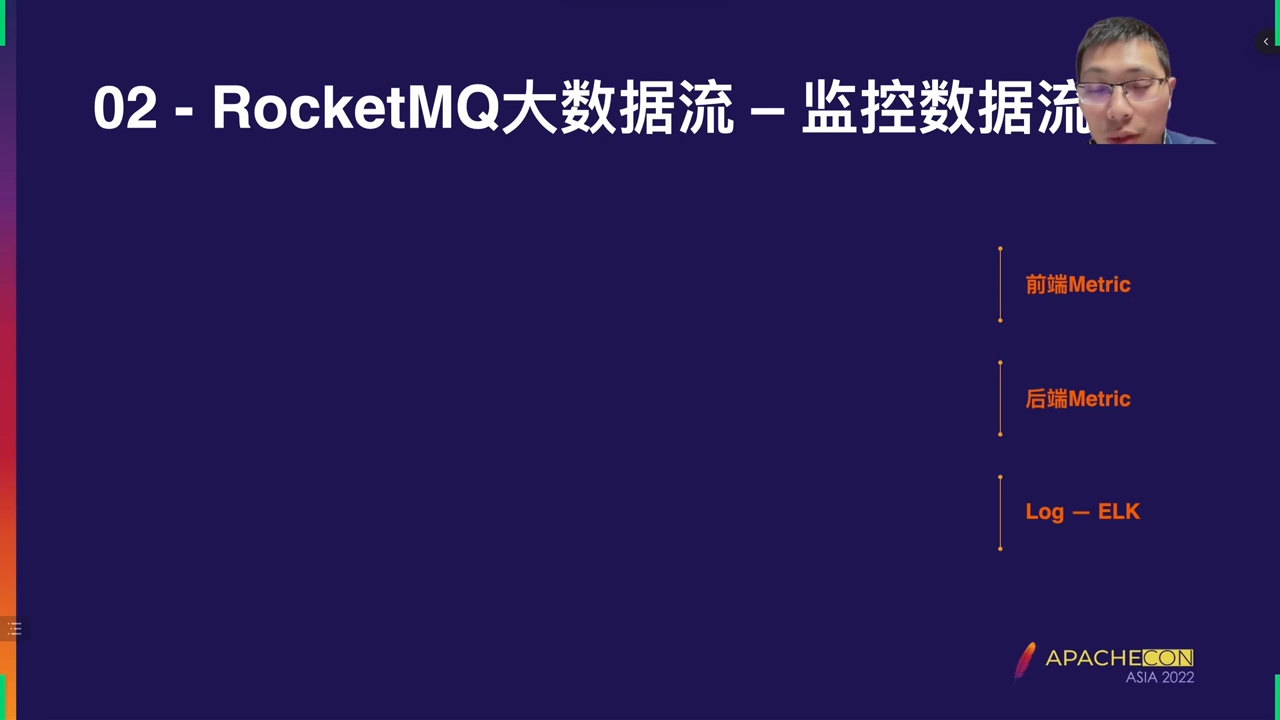 02 - RocketMQ大数据流 – 监控数据流
前端Metric
后端Metric
Log — ELK
APACHECON
ASIA 2022